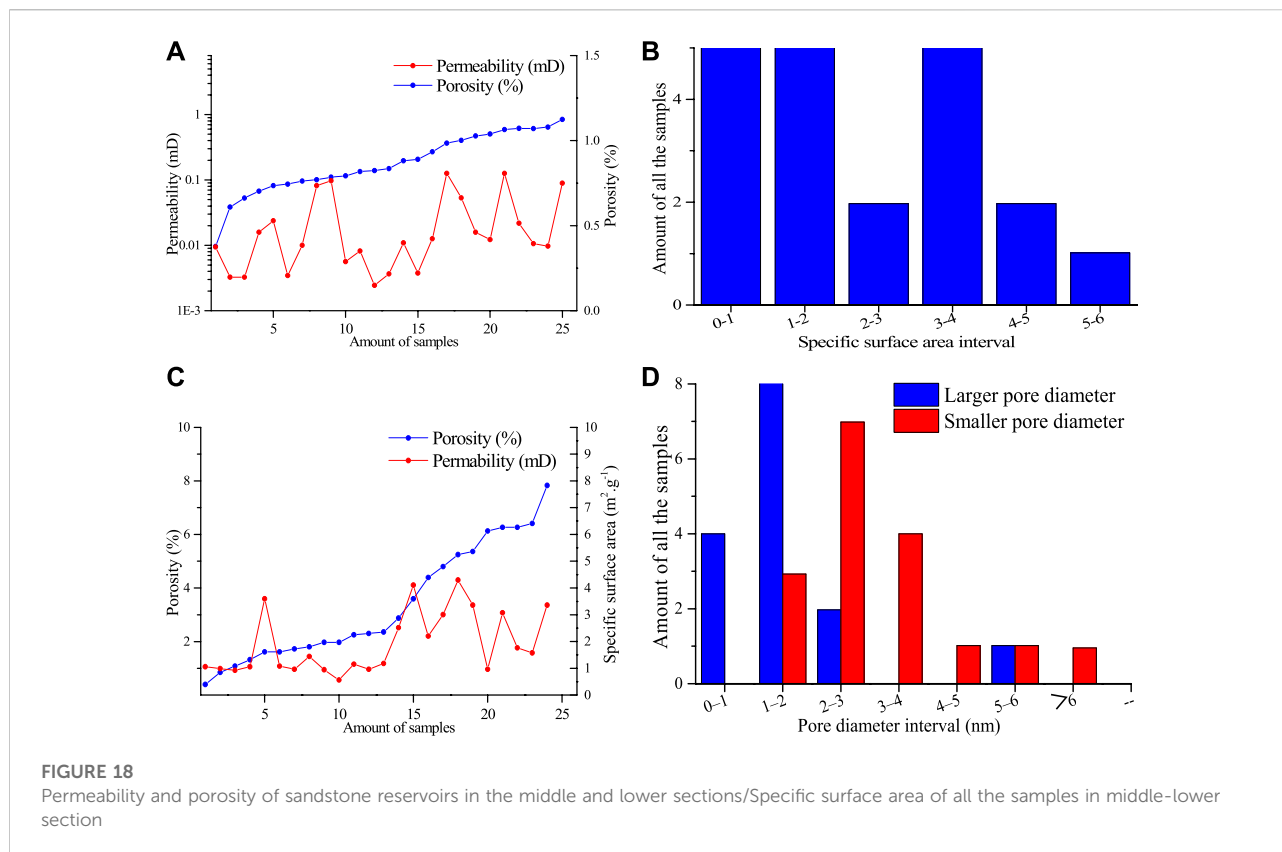 A
Permeability (mD)
Porosity (%)
1
0.1
0.01
1E-3
Permeability (mD)
1.5
1.0
0.5
0.0
Porosity (%)
5
10
15
20
25
Amount of samples
B
4
2
0
Amount of all the samples
0-1
1-2
2-3
3-4
4-5
5-6
Specific surface area interval
C
Porosity (%)
Permability (mD)
10
8
6
4
2
Porosity (%)
10
9
8
7
6
5
4
3
2
1
0
Specific surface area (m².g⁻¹)
5
10
15
20
25
Amount of samples
D
Larger pore diameter
Smaller pore diameter
8
6
4
2
0
Amount of all the samples
0–1
1–2
2–3
3–4
4–5
5–6
>6
--
Pore diameter interval (nm)
FIGURE 18
Permeability and porosity of sandstone reservoirs in the middle and lower sections/Specific surface area of all the samples in middle-lower
section